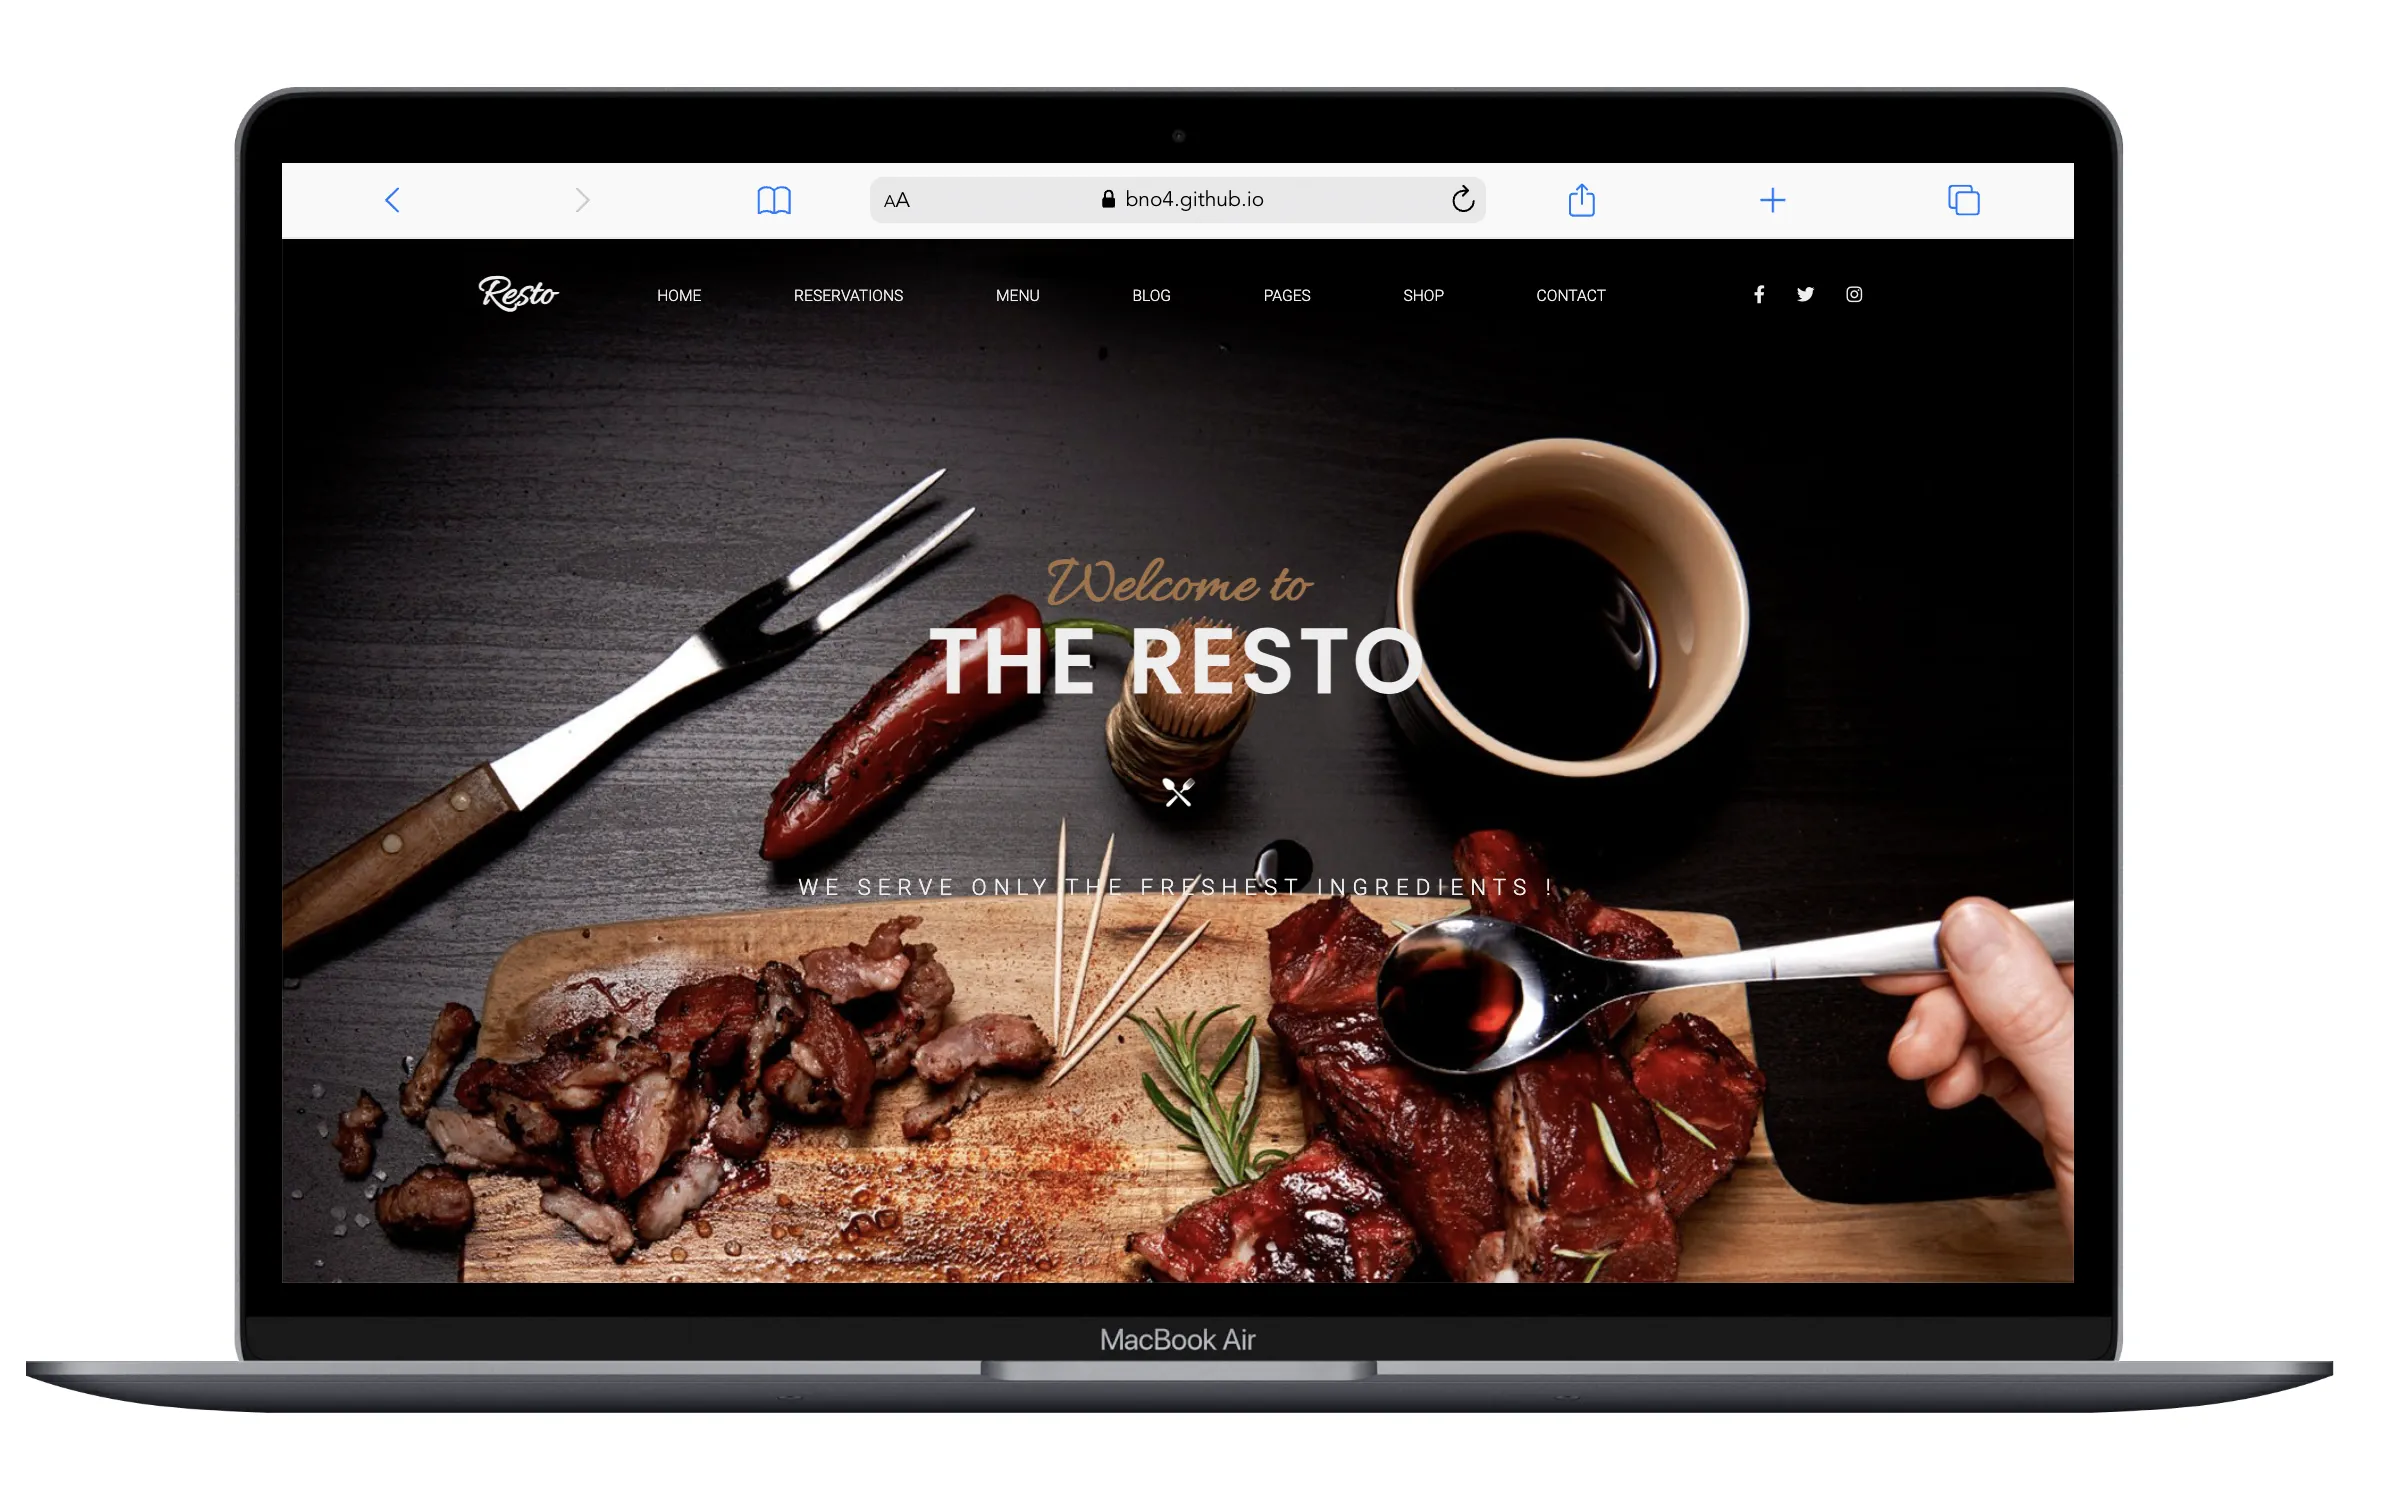 AA bno4.github.io
Resto HOME RESERVATIONS MENU BLOG PAGES SHOP CONTACT
Welcome to
THE RESTO
WE SERVE ONLY THE FRESHEST INGREDIENTS !
MacBook Air